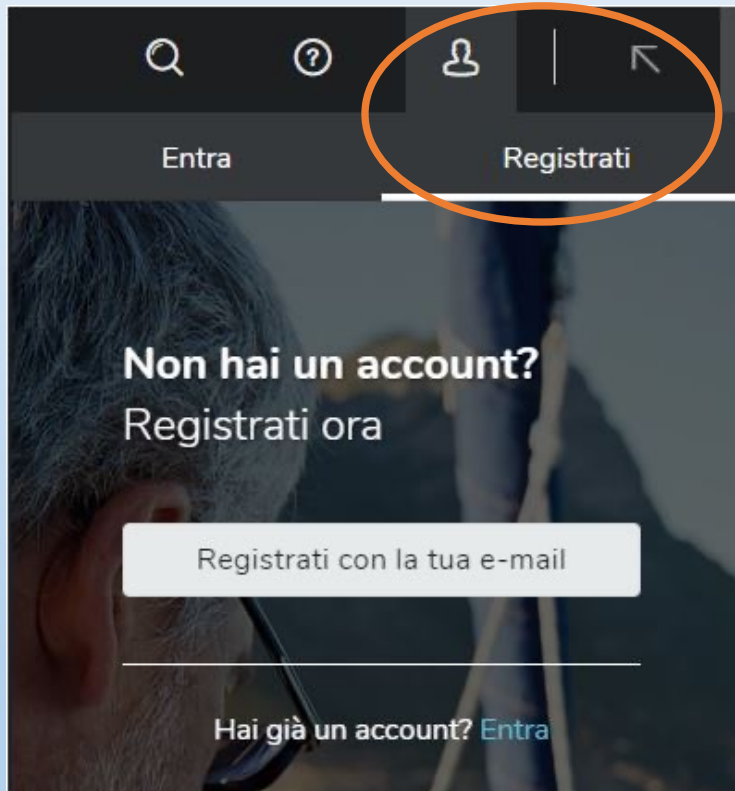 Entra
Registrati
Non hai un account?
Registrati ora
Registrati con la tua e-mail
Hai già un account? Entra